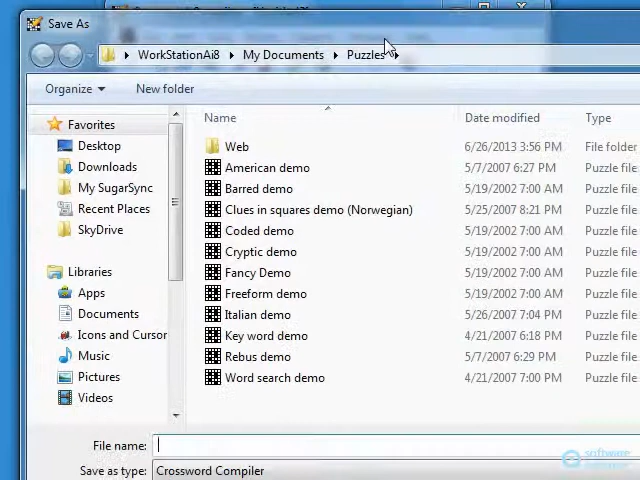 Save As
WorkStationAi8 My Documents Puzzles
Organize New folder
Name Date modified Type
Favorites
Desktop
Downloads
My SugarSync
Recent Places
SkyDrive
Libraries
Apps
Documents
Icons and Cursor
Music
Pictures
Videos
Web 6/26/2013 3:56 PM File folder
American demo 5/7/2007 6:27 PM Puzzle file
Barred demo 5/19/2002 7:00 AM Puzzle file
Clues in squares demo (Norwegian) 5/25/2007 8:21 PM Puzzle file
Coded demo 5/19/2002 7:00 AM Puzzle file
Cryptic demo 5/19/2002 7:00 AM Puzzle file
Fancy Demo 5/19/2002 7:00 AM Puzzle file
Freeform demo 5/19/2002 7:00 AM Puzzle file
Italian demo 5/26/2007 7:04 PM Puzzle file
Key word demo 4/21/2007 6:18 PM Puzzle file
Rebus demo 5/7/2007 6:29 PM Puzzle file
Word search demo 4/21/2007 7:00 PM Puzzle file
File name:
Save as type: Crossword Compiler
software